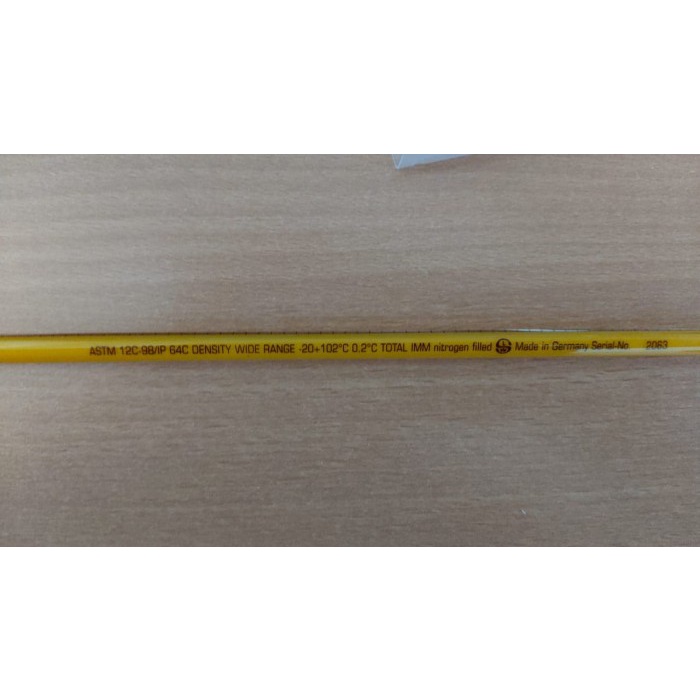 ASTM 12C-98/IP 64C DENSITY WIDE RANGE -20+102°C 0.2°C TOTAL IMM nitrogen filled Made in Germany Serial-No. 2063